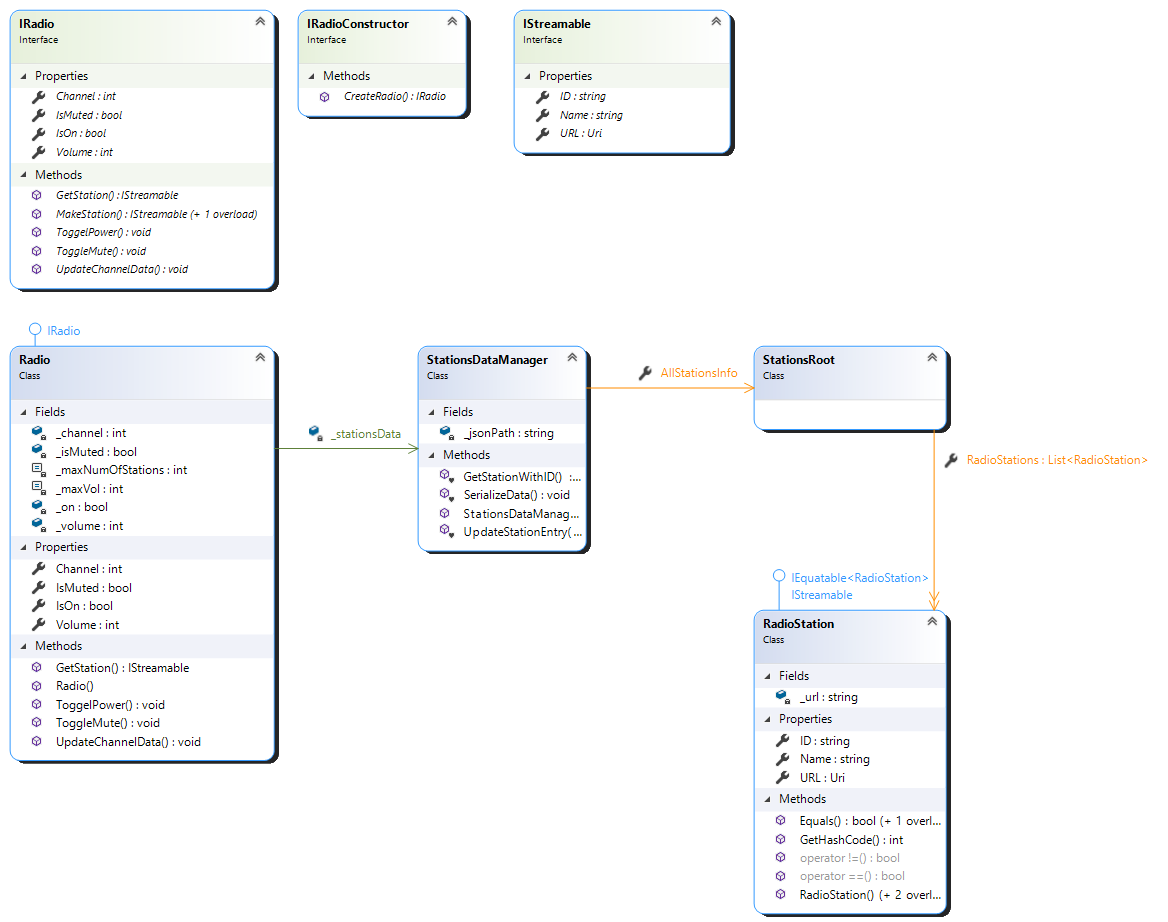 IRadio
Interface
Properties
Channel : int
IsMuted : bool
IsOn : bool
Volume : int
Methods
GetStation() : IStreamable
MakeStation() : IStreamable (+ 1 overload)
ToggelPower() : void
ToggleMute() : void
UpdateChannelData() : void
IRadioConstructor
Interface
Methods
CreateRadio() : IRadio
IStreamable
Interface
Properties
ID : string
Name : string
URL : Uri
IRadio
Radio
Class
Fields
_channel : int
_isMuted : bool
_maxNumOfStations : int
_maxVol : int
_on : bool
_volume : int
Properties
Channel : int
IsMuted : bool
IsOn : bool
Volume : int
Methods
GetStation() : IStreamable
Radio()
ToggelPower() : void
ToggleMute() : void
UpdateChannelData() : void
_stationsData
StationsDataManager
Class
Fields
_jsonPath : string
Methods
GetStationWithID() :...
SerializeData() : void
StationsDataManag...
UpdateStationEntry( ...
AllStationsInfo
StationsRoot
Class
RadioStations : List<RadioStation>
IEquatable<RadioStation>
IStreamable
RadioStation
Class
Fields
_url : string
Properties
ID : string
Name : string
URL : Uri
Methods
Equals() : bool (+ 1 overl...
GetHashCode() : int
operator !=() : bool
operator ==() : bool
RadioStation() (+ 2 overl...